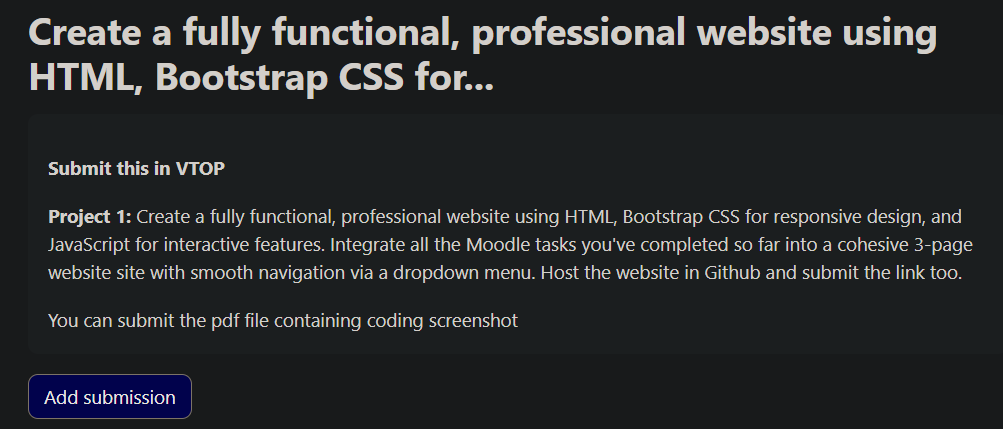 Create a fully functional, professional website using
HTML, Bootstrap CSS for...
Submit this in VTOP
Project 1: Create a fully functional, professional website using HTML, Bootstrap CSS for responsive design, and
JavaScript for interactive features. Integrate all the Moodle tasks you've completed so far into a cohesive 3-page
website site with smooth navigation via a dropdown menu. Host the website in Github and submit the link too.
You can submit the pdf file containing coding screenshot
Add submission